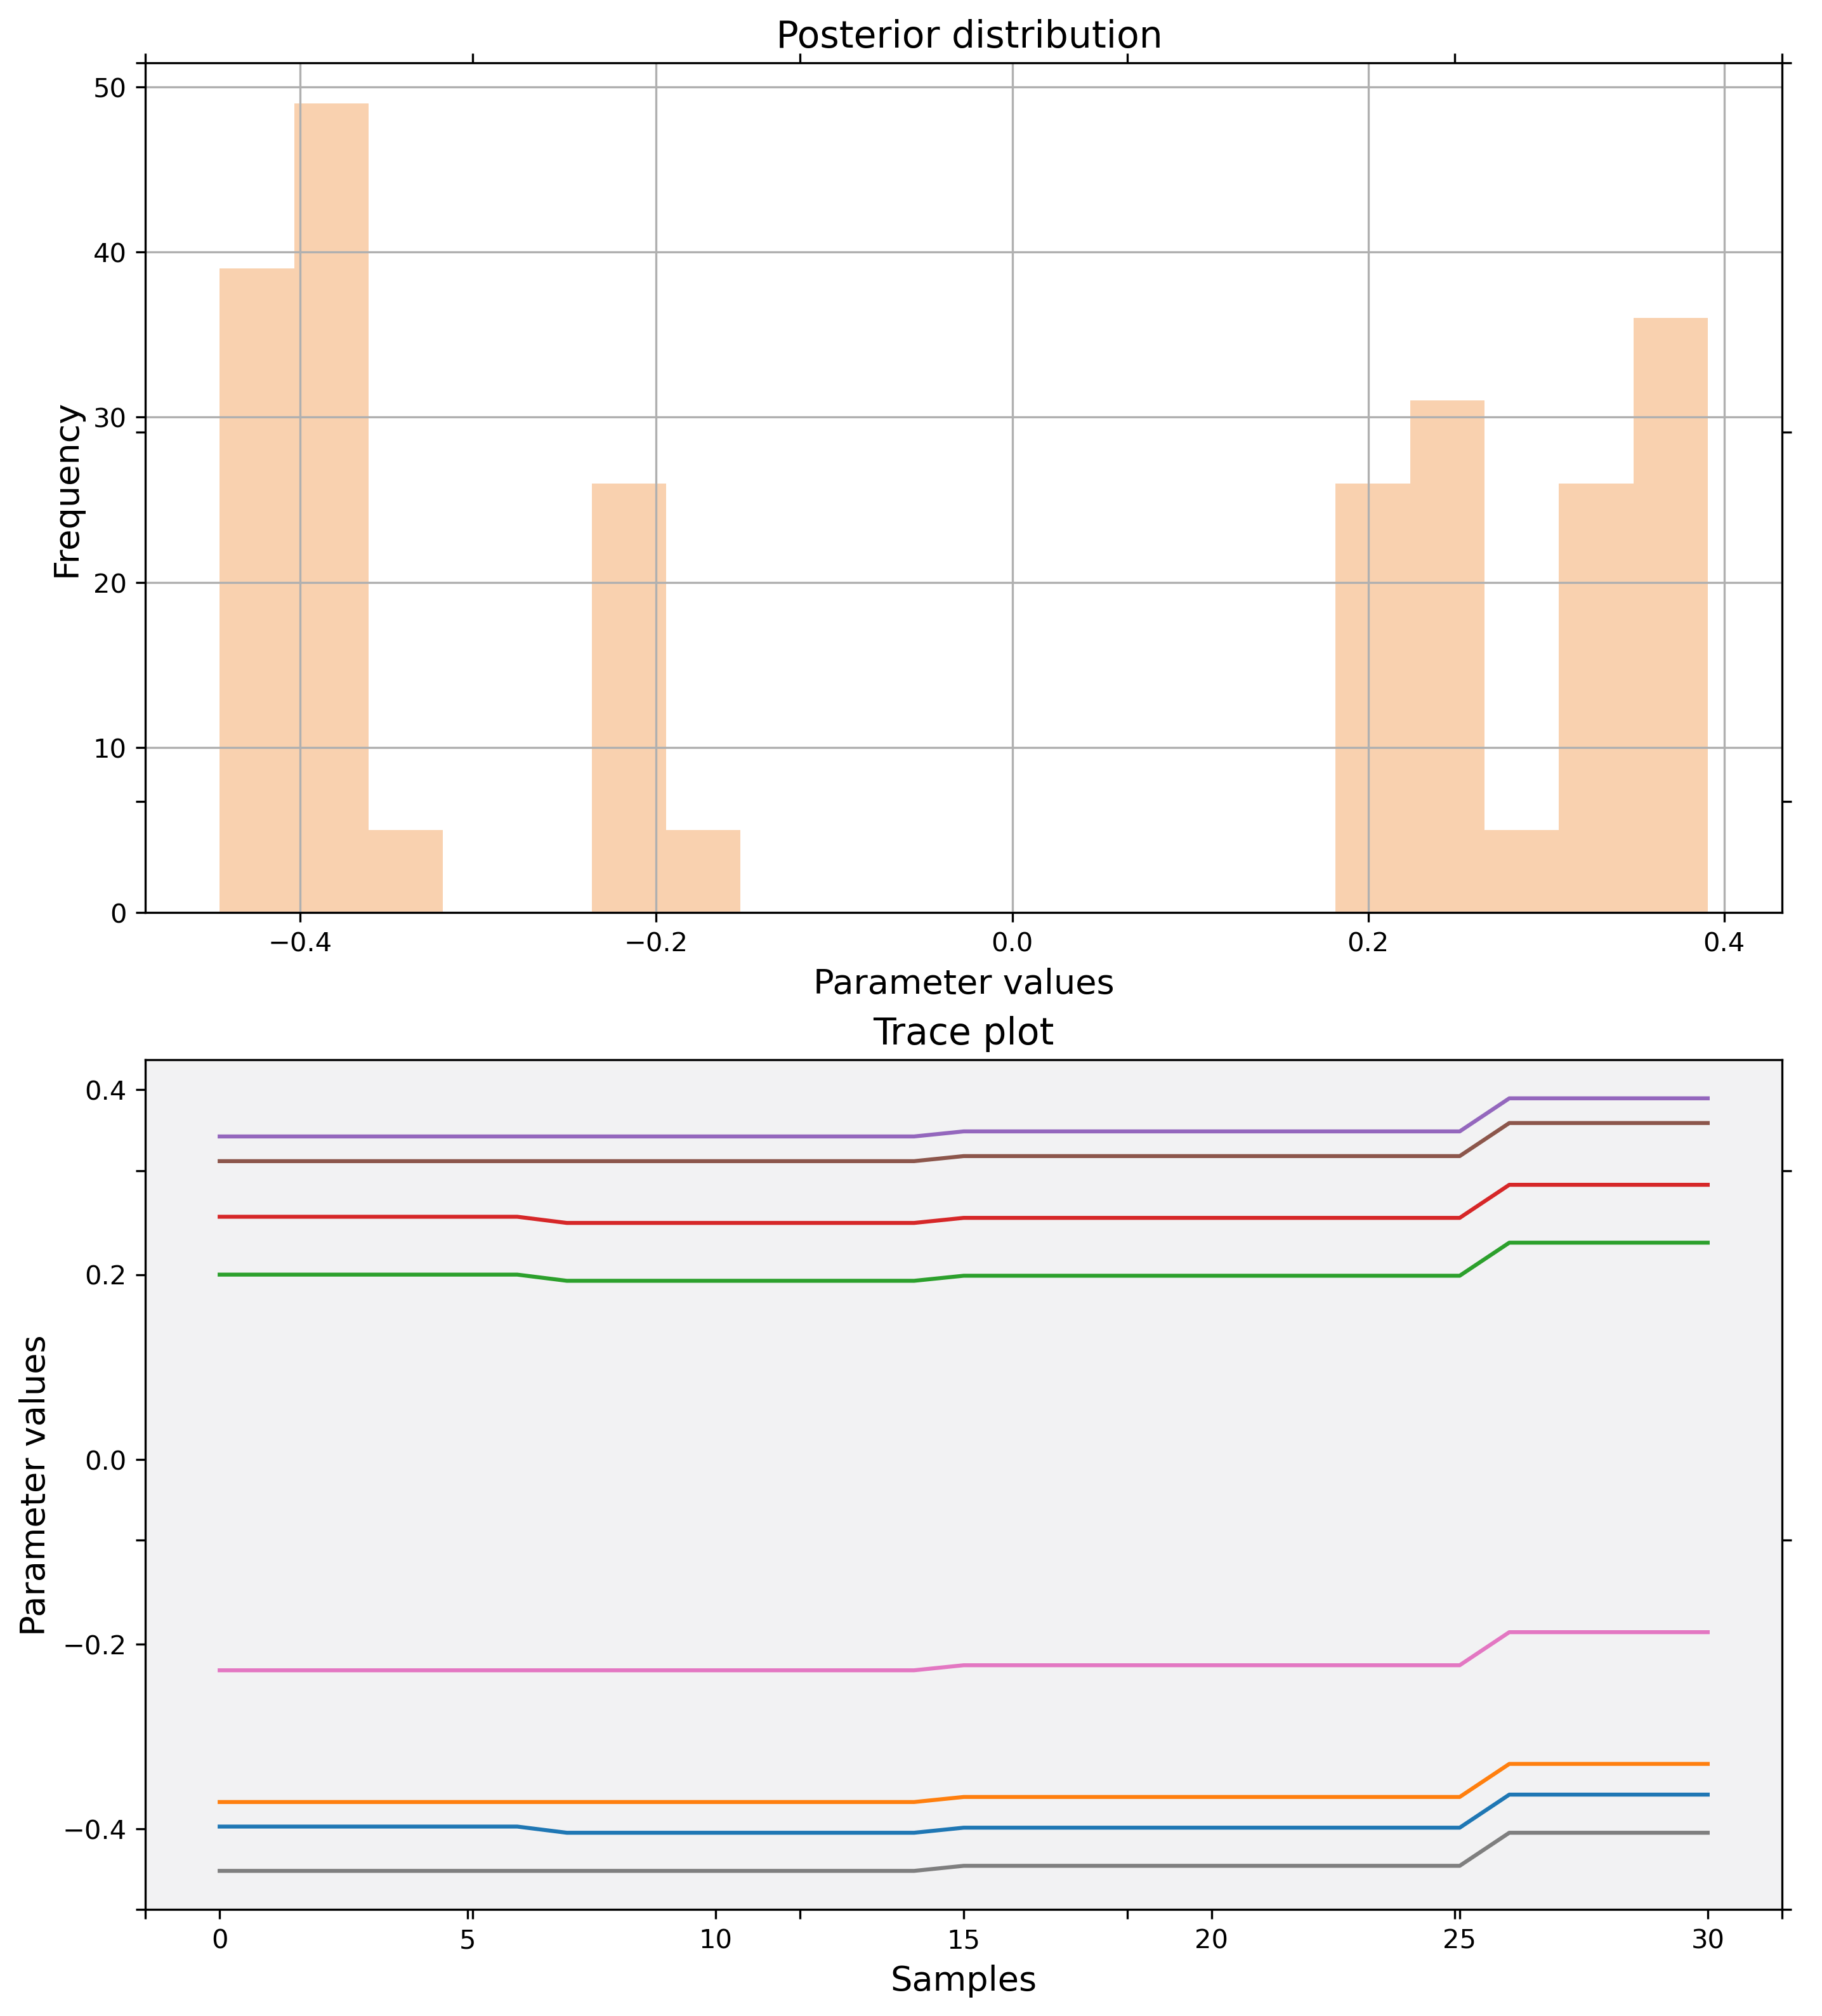 Posterior distribution
50
40
30
20
10
0
Frequency
−0.4 −0.2 0.0 0.2 0.4
Parameter values
Trace plot
0.4
0.2
0.0
−0.2
−0.4
Parameter values
0 5 10 15 20 25 30
Samples